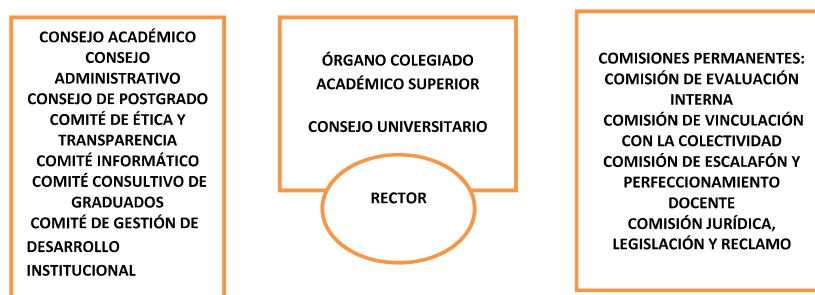 CONSEJO ACADÉMICO
CONSEJO
ADMINISTRATIVO
CONSEJO DE POSTGRADO
COMITÉ DE ÉTICA Y
TRANSPARENCIA
COMITÉ INFORMÁTICO
COMITÉ CONSULTIVO DE
GRADUADOS
COMITÉ DE GESTIÓN DE
DESARROLLO
INSTITUCIONAL
ÓRGANO COLEGIADO
ACADÉMICO SUPERIOR
CONSEJO UNIVERSITARIO
RECTOR
COMISIONES PERMANENTES:
COMISIÓN DE EVALUACIÓN
INTERNA
COMISIÓN DE VINCULACIÓN
CON LA COLECTIVIDAD
COMISIÓN DE ESCALAFÓN Y
PERFECCIONAMIENTO
DOCENTE
COMISIÓN JURÍDICA,
LEGISLACIÓN Y RECLAMO